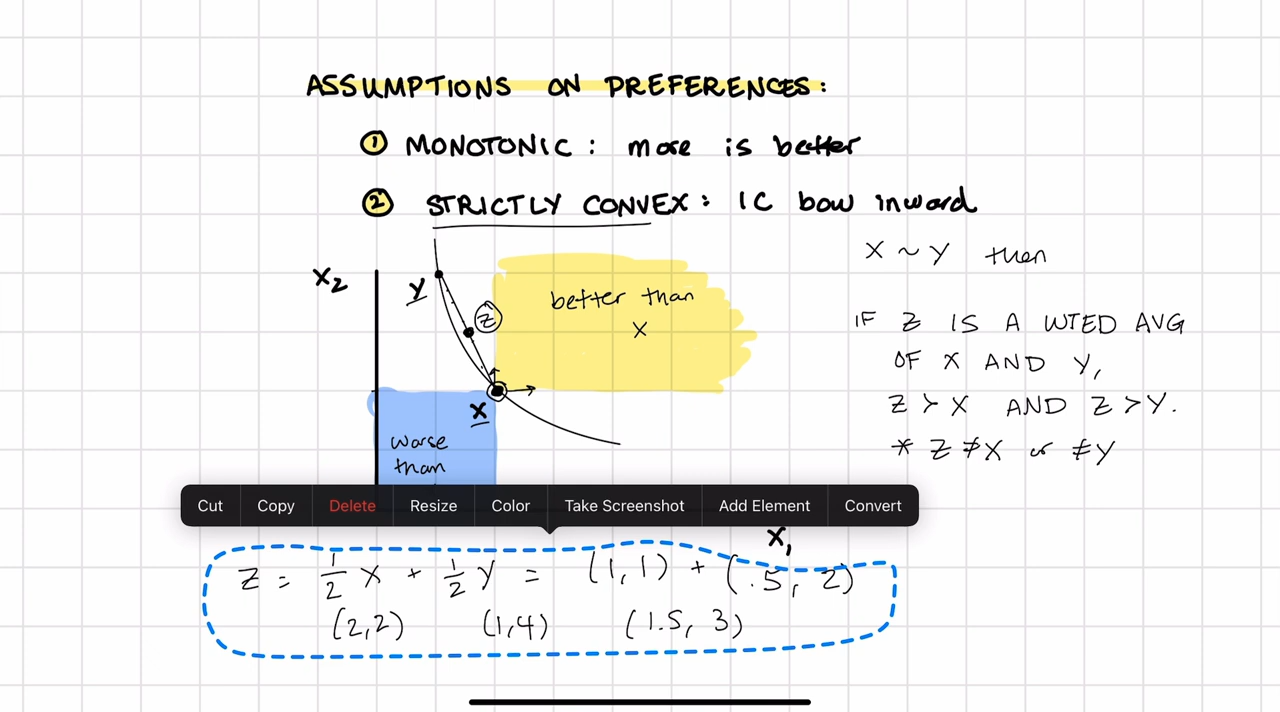 ASSUMPTIONS ON PREFERENCES:
① MONOTONIC: more is better
② STRICTLY CONVEX: IC bow inward
X ~ Y then
X₂
Y
Z
better than
X
IF Z IS A WTED AVG
OF X AND Y,
Z > X AND Z > Y.
* Z ≠ X or ≠ Y
X
worse
than
Cut Copy Delete Resize Color Take Screenshot Add Element Convert
X₁
Z = ½ X + ½ Y = (1,1) + (.5, 2)
(2,2) (1,4) (1.5, 3)